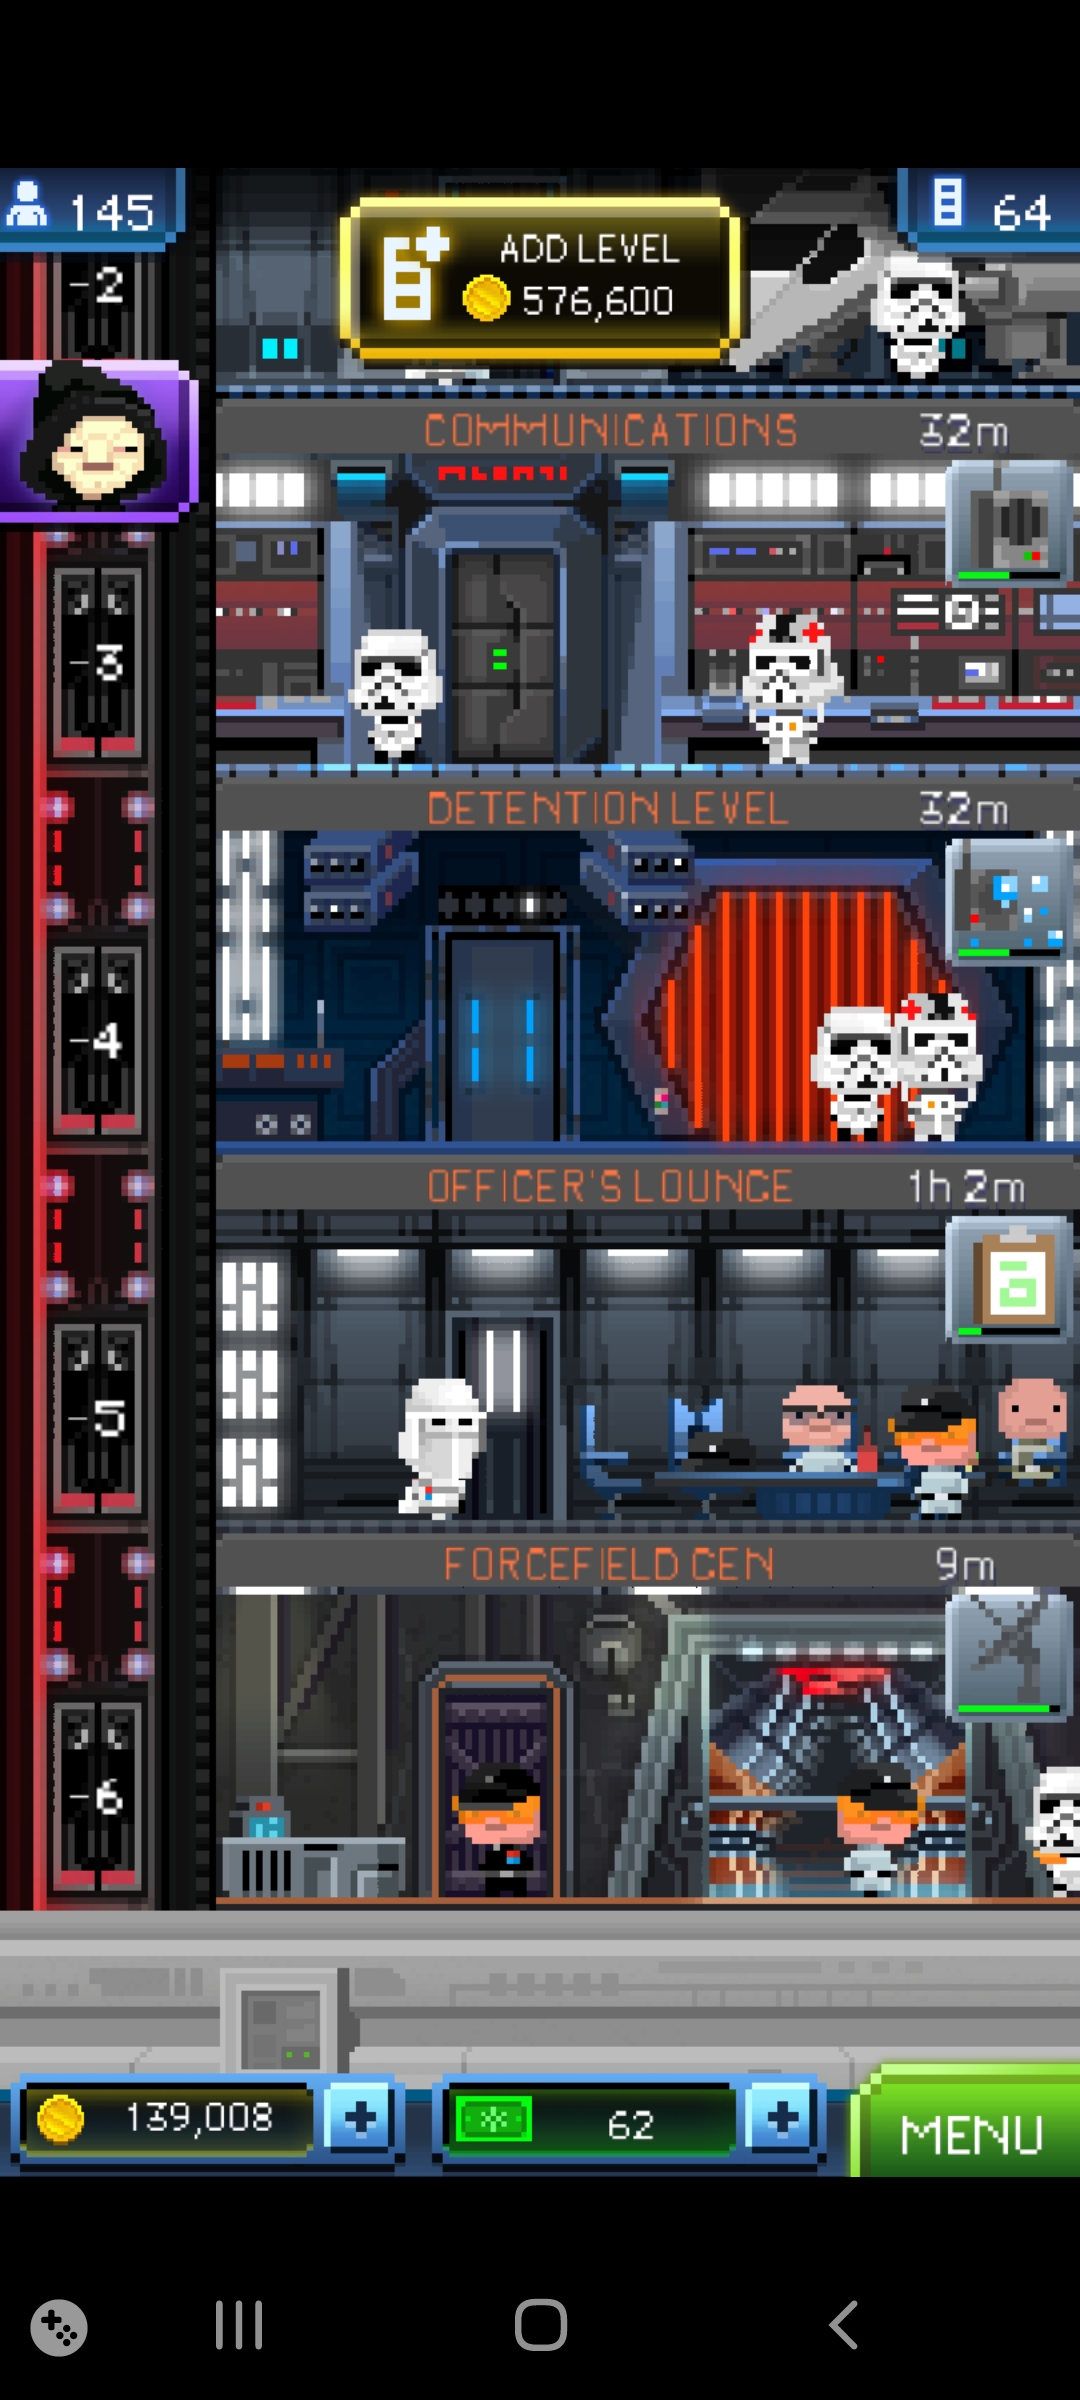 145
ADD LEVEL
576,600
64
-2
COMMUNICATIONS 32m
-3
DETENTION LEVEL 32m
-4
OFFICER'S LOUNGE 1h 2m
-5
FORCEFIELD GEN 9m
-6
139,008
62
MENU